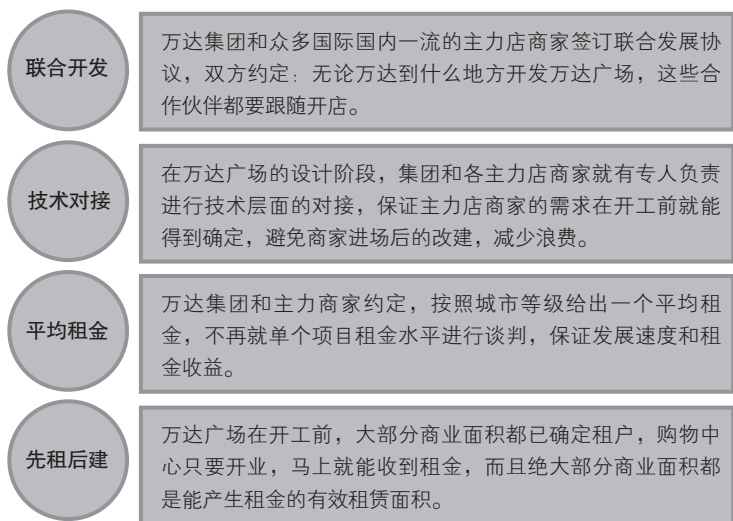 联合开发
万达集团和众多国际国内一流的主力店商家签订联合发展协
议，双方约定：无论万达到什么地方开发万达广场，这些合
作伙伴都要跟随开店。
技术对接
在万达广场的设计阶段，集团和各主力店商家就有专人负责
进行技术层面的对接，保证主力店商家的需求在开工前就能
得到确定，避免商家进场后的改建，减少浪费。
平均租金
万达集团和主力商家约定，按照城市等级给出一个平均租
金，不再就单个项目租金水平进行谈判，保证发展速度和租
金收益。
先租后建
万达广场在开工前，大部分商业面积都已确定租户，购物中
心只要开业，马上就能收到租金，而且绝大部分商业面积都
是能产生租金的有效租赁面积。